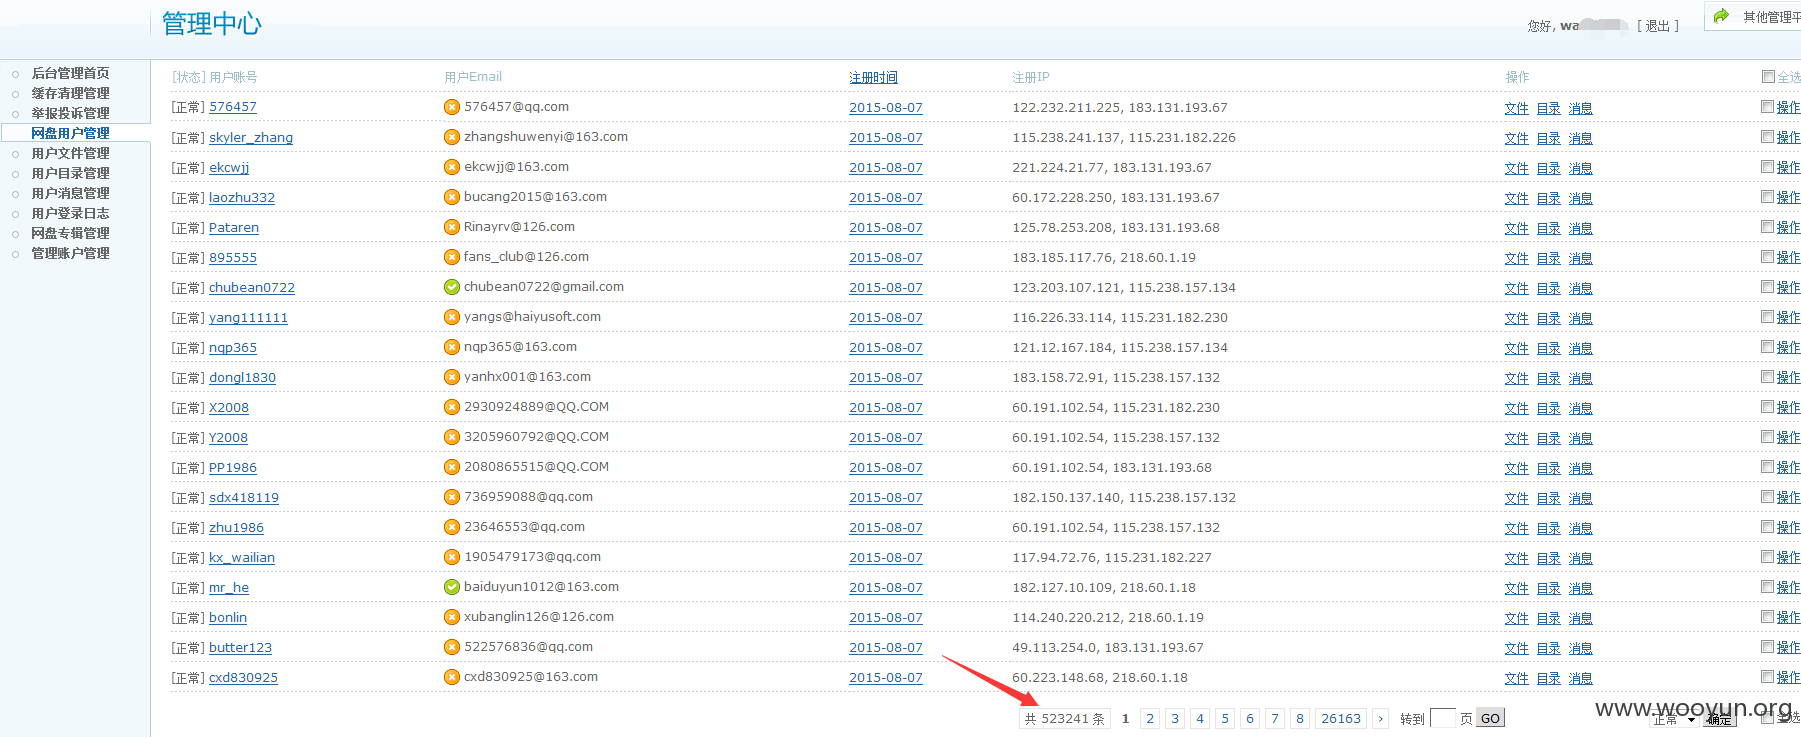 管理中心
您好, wa [ 退出 ]
其他管理平
后台管理首页
缓存清理管理
举报投诉管理
网盘用户管理
用户文件管理
用户目录管理
用户消息管理
用户登录日志
网盘专辑管理
管理账户管理
[状态] 用户账号 用户Email 注册时间 注册IP 操作 全选
[正常] 576457 576457@qq.com 2015-08-07 122.232.211.225, 183.131.193.67 文件 目录 消息 操作
[正常] skyler_zhang zhangshuwenyi@163.com 2015-08-07 115.238.241.137, 115.231.182.226 文件 目录 消息 操作
[正常] ekcwjj ekcwjj@163.com 2015-08-07 221.224.21.77, 183.131.193.67 文件 目录 消息 操作
[正常] laozhu332 bucang2015@163.com 2015-08-07 60.172.228.250, 183.131.193.67 文件 目录 消息 操作
[正常] Pataren Rinayrv@126.com 2015-08-07 125.78.253.208, 183.131.193.68 文件 目录 消息 操作
[正常] 895555 fans_club@126.com 2015-08-07 183.185.117.76, 218.60.1.19 文件 目录 消息 操作
[正常] chubean0722 chubean0722@gmail.com 2015-08-07 123.203.107.121, 115.238.157.134 文件 目录 消息 操作
[正常] yang111111 yangs@haiyusoft.com 2015-08-07 116.226.33.114, 115.231.182.230 文件 目录 消息 操作
[正常] nqp365 nqp365@163.com 2015-08-07 121.12.167.184, 115.238.157.134 文件 目录 消息 操作
[正常] dongl1830 yanhx001@163.com 2015-08-07 183.158.72.91, 115.238.157.132 文件 目录 消息 操作
[正常] X2008 2930924889@QQ.COM 2015-08-07 60.191.102.54, 115.231.182.230 文件 目录 消息 操作
[正常] Y2008 3205960792@QQ.COM 2015-08-07 60.191.102.54, 115.238.157.132 文件 目录 消息 操作
[正常] PP1986 2080865515@QQ.COM 2015-08-07 60.191.102.54, 183.131.193.68 文件 目录 消息 操作
[正常] sdx418119 736959088@qq.com 2015-08-07 182.150.137.140, 115.238.157.132 文件 目录 消息 操作
[正常] zhu1986 23646553@qq.com 2015-08-07 60.191.102.54, 115.238.157.132 文件 目录 消息 操作
[正常] kx_wailian 1905479173@qq.com 2015-08-07 117.94.72.76, 115.231.182.227 文件 目录 消息 操作
[正常] mr_he baiduyun1012@163.com 2015-08-07 182.127.10.109, 218.60.1.18 文件 目录 消息 操作
[正常] bonlin xubanglin126@126.com 2015-08-07 114.240.220.212, 218.60.1.19 文件 目录 消息 操作
[正常] butter123 522576836@qq.com 2015-08-07 49.113.254.0, 183.131.193.67 文件 目录 消息 操作
[正常] cxd830925 cxd830925@163.com 2015-08-07 60.223.148.68, 218.60.1.18 文件 目录 消息 操作
共 523241 条 1 2 3 4 5 6 7 8 26163 › 转到 页 GO 正常 确定 全选
www.wooyun.org